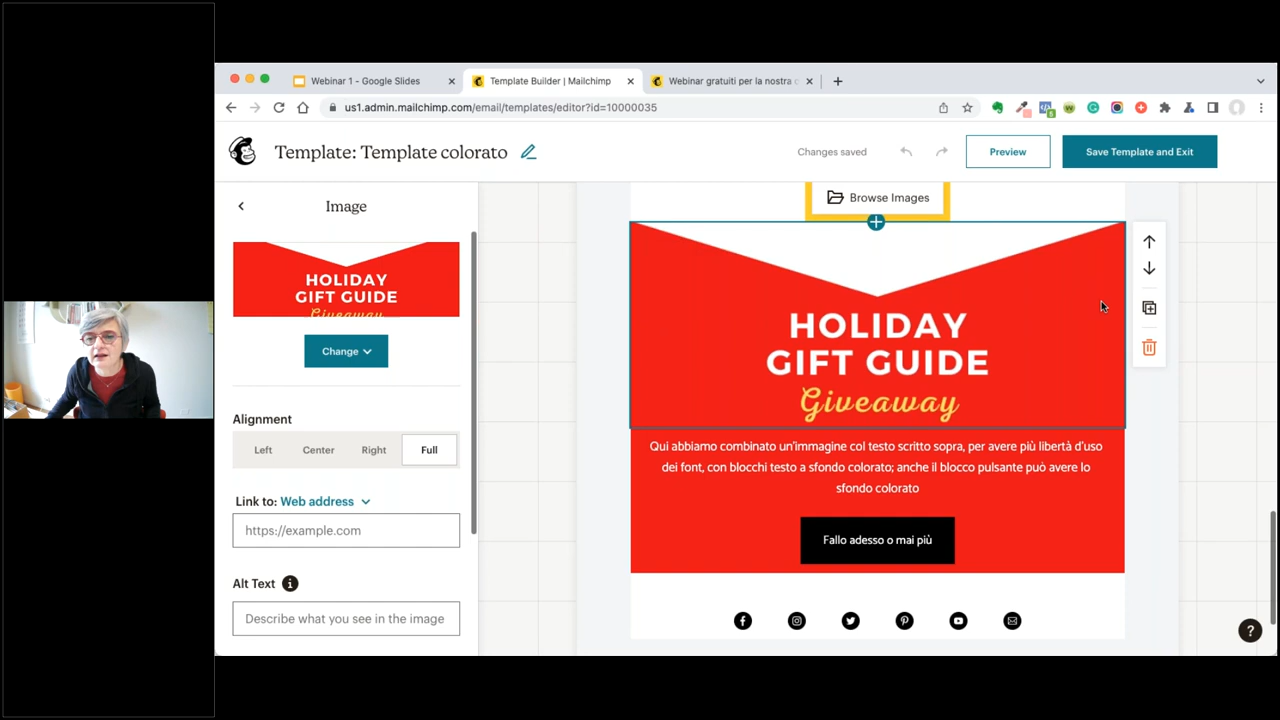 Webinar 1 - Google Slides
Template Builder | Mailchimp
Webinar gratuiti per la nostra c
us1.admin.mailchimp.com/email/templates/editor?id=10000035
Template: Template colorato
Changes saved
Preview
Save Template and Exit
Image
HOLIDAY
GIFT GUIDE
Giveaway
Change
Alignment
Left
Center
Right
Full
Link to: Web address
https://example.com
Alt Text
Describe what you see in the image
Browse Images
HOLIDAY
GIFT GUIDE
Giveaway
Qui abbiamo combinato un'immagine col testo scritto sopra, per avere più libertà d'uso
dei font, con blocchi testo a sfondo colorato; anche il blocco pulsante può avere lo
sfondo colorato
Fallo adesso o mai più
?